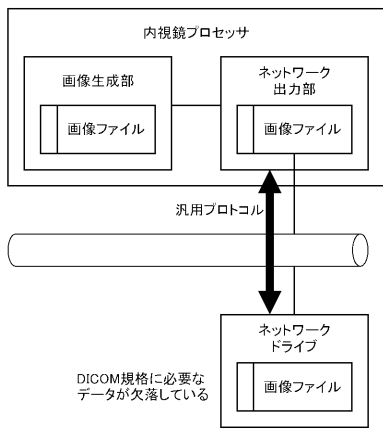 内視鏡プロセッサ
画像生成部
画像ファイル
ネットワーク
出力部
画像ファイル
汎用プロトコル
ネットワーク
ドライブ
画像ファイル
DICOM規格に必要な
データが欠落している